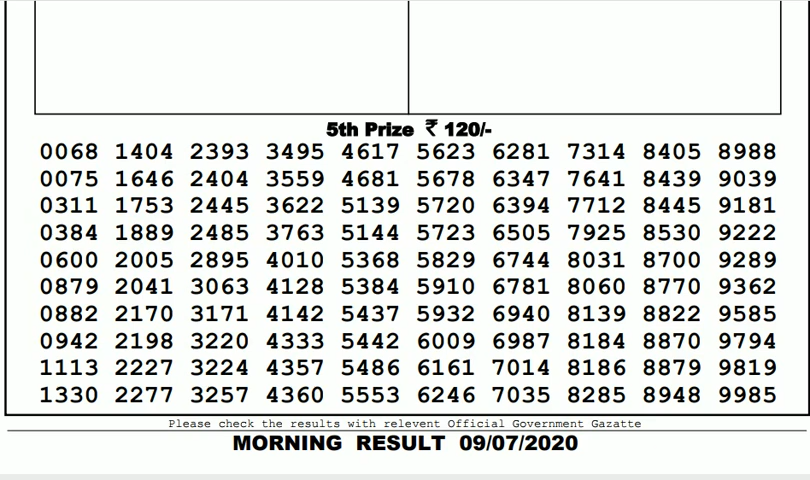 5th Prize ₹ 120/-
0068 1404 2393 3495 4617 5623 6281 7314 8405 8988
0075 1646 2404 3559 4681 5678 6347 7641 8439 9039
0311 1753 2445 3622 5139 5720 6394 7712 8445 9181
0384 1889 2485 3763 5144 5723 6505 7925 8530 9222
0600 2005 2895 4010 5368 5829 6744 8031 8700 9289
0879 2041 3063 4128 5384 5910 6781 8060 8770 9362
0882 2170 3171 4142 5437 5932 6940 8139 8822 9585
0942 2198 3220 4333 5442 6009 6987 8184 8870 9794
1113 2227 3224 4357 5486 6161 7014 8186 8879 9819
1330 2277 3257 4360 5553 6246 7035 8285 8948 9985
Please check the results with relevent Official Government Gazatte
MORNING RESULT 09/07/2020